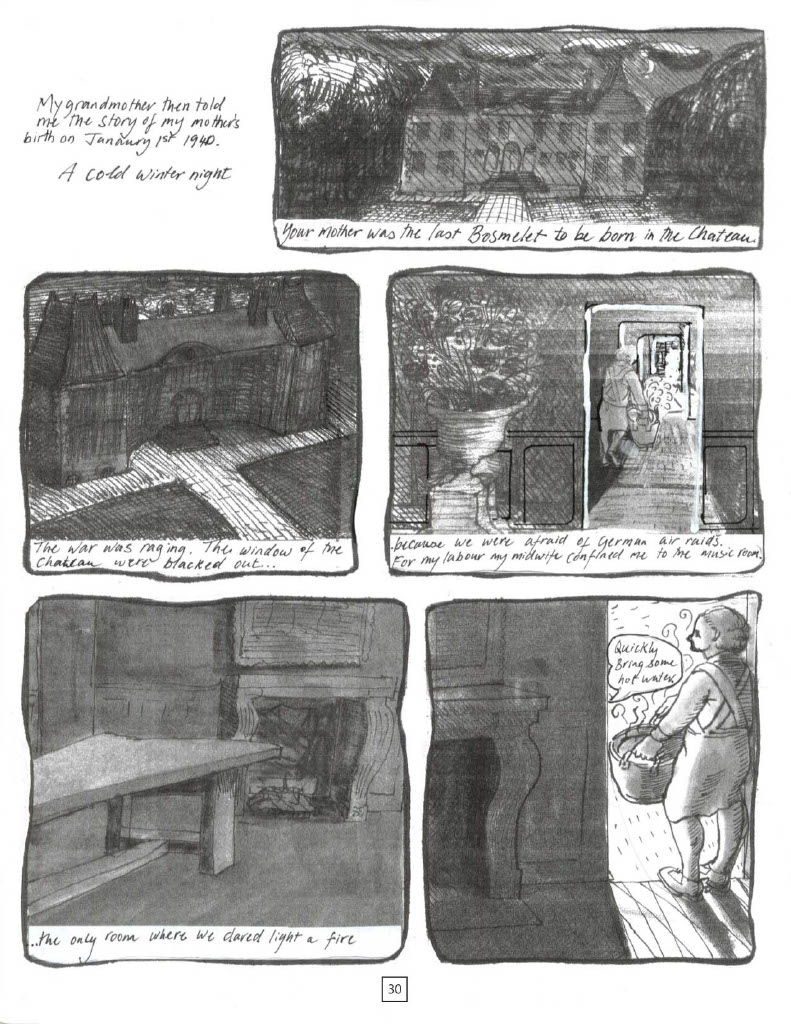 My grandmother then told
me the story of my mother's
birth on Janaury 1st 1940.
A cold winter night
Your mother was the last Bosmelet to be born in the Chateau.
The war was raging. The window of the
Chateau were blacked out...
..because we were afraid of German air raids.
For my labour my midwife confined me to the music room.
...the only room where we dared light a fire
Quickly
Bring some
hot water
30